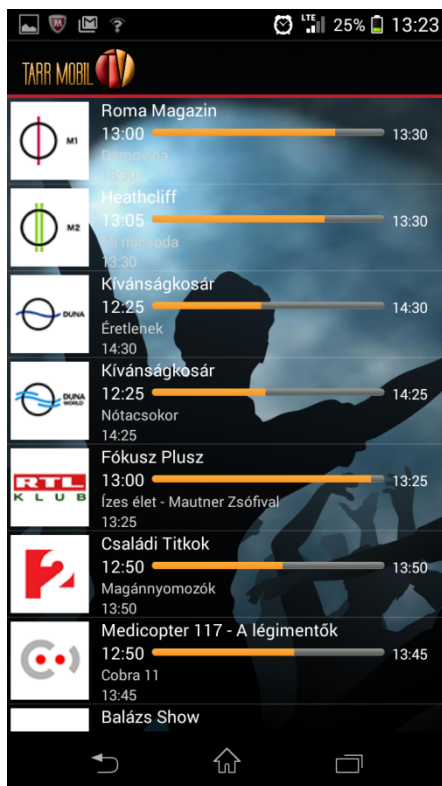 LTE 25% 13:23
TARR MOBIL TV
Roma Magazin
M1 13:00 13:30
Domovina
13:30
Heathcliff
M2 13:05 13:30
Mi micsoda
13:30
Kívánságkosár
DUNA 12:25 14:30
Éretlenek
14:30
Kívánságkosár
DUNA WORLD 12:25 14:25
Nótacsokor
14:25
Fókusz Plusz
RTL KLUB 13:00 13:25
Ízes élet - Mautner Zsófival
13:25
Családi Titkok
2 12:50 13:50
Magánnyomozók
13:50
Medicopter 117 - A légimentők
12:50 13:45
Cobra 11
13:45
Balázs Show